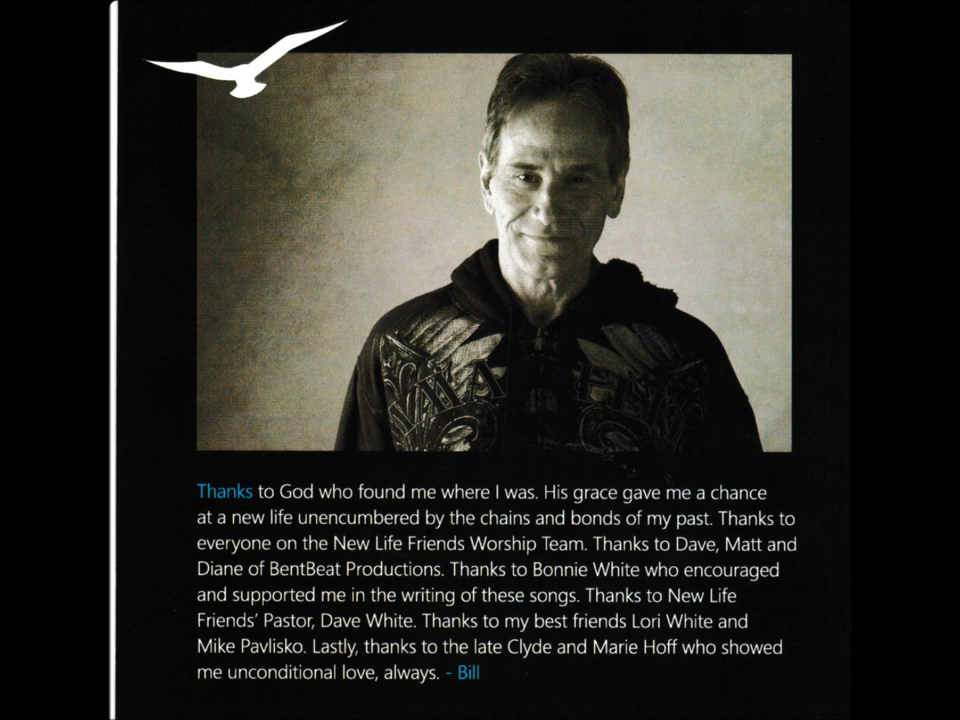 Thanks to God who found me where I was. His grace gave me a chance
at a new life unencumbered by the chains and bonds of my past. Thanks to
everyone on the New Life Friends Worship Team. Thanks to Dave, Matt and
Diane of BentBeat Productions. Thanks to Bonnie White who encouraged
and supported me in the writing of these songs. Thanks to New Life
Friends' Pastor, Dave White. Thanks to my best friends Lori White and
Mike Pavlisko. Lastly, thanks to the late Clyde and Marie Hoff who showed
me unconditional love, always. - Bill